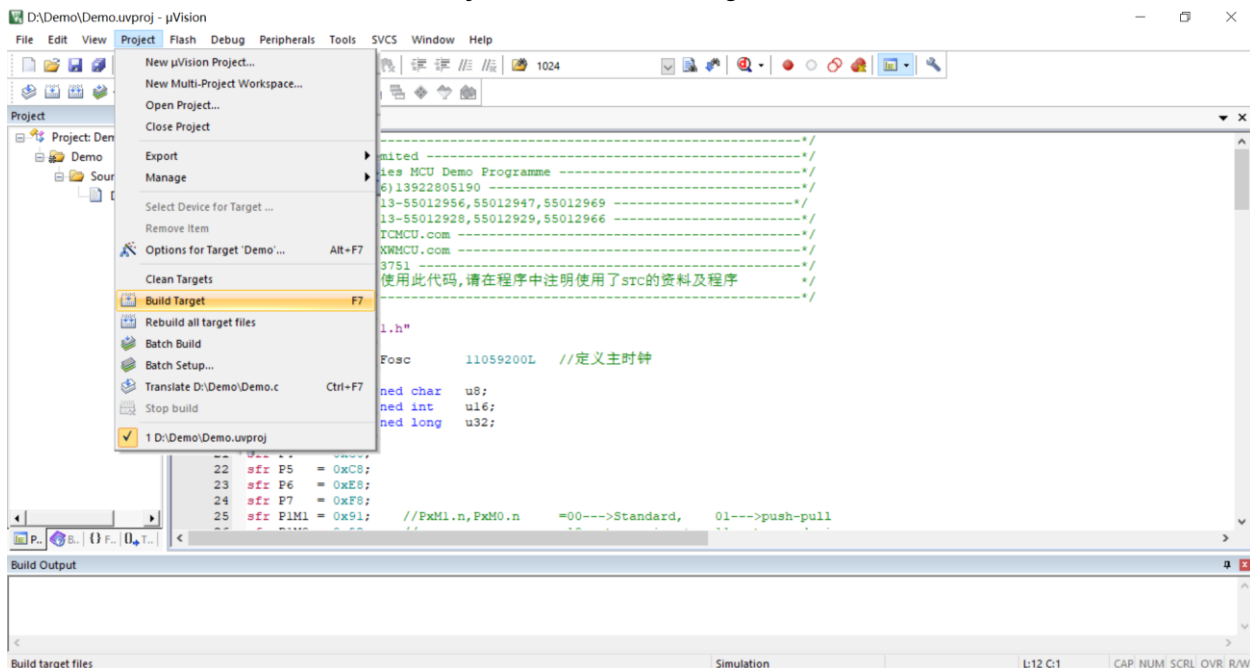 D:\Demo\Demo.uvproj - µVision
File Edit View Project Flash Debug Peripherals Tools SVCS Window Help
1024
New µVision Project...
New Multi-Project Workspace...
Open Project...
Close Project
Export
Manage
Select Device for Target ...
Remove Item
Options for Target 'Demo'... Alt+F7
Clean Targets
Build Target F7
Rebuild all target files
Batch Build
Batch Setup...
Translate D:\Demo\Demo.c Ctrl+F7
Stop build
1 D:\Demo\Demo.uvproj
Project
Project: Dem
Demo
Sour
---------------------------------------------------*/
mited -----------------------------------------------*/
ies MCU Demo Programme ------------------------------*/
6)13922805190 ---------------------------------------*/
13-55012956,55012947,55012969 -----------------------*/
13-55012928,55012929,55012966 -----------------------*/
TCMCU.com -------------------------------------------*/
XWMCU.com -------------------------------------------*/
3751 ------------------------------------------------*/
使用此代码,请在程序中注明使用了STC的资料及程序 */
---------------------------------------------------*/
1.h"
Fosc 11059200L //定义主时钟
ned char u8;
ned int u16;
ned long u32;
22 sfr P5 = 0xC8;
23 sfr P6 = 0xE8;
24 sfr P7 = 0xF8;
25 sfr P1M1 = 0x91; //PxM1.n,PxM0.n =00--->Standard, 01--->push-pull
P.. B.. {} F.. 0 T..
Build Output
Build target files Simulation L:12 C:1 CAP NUM SCRL OVR R/W